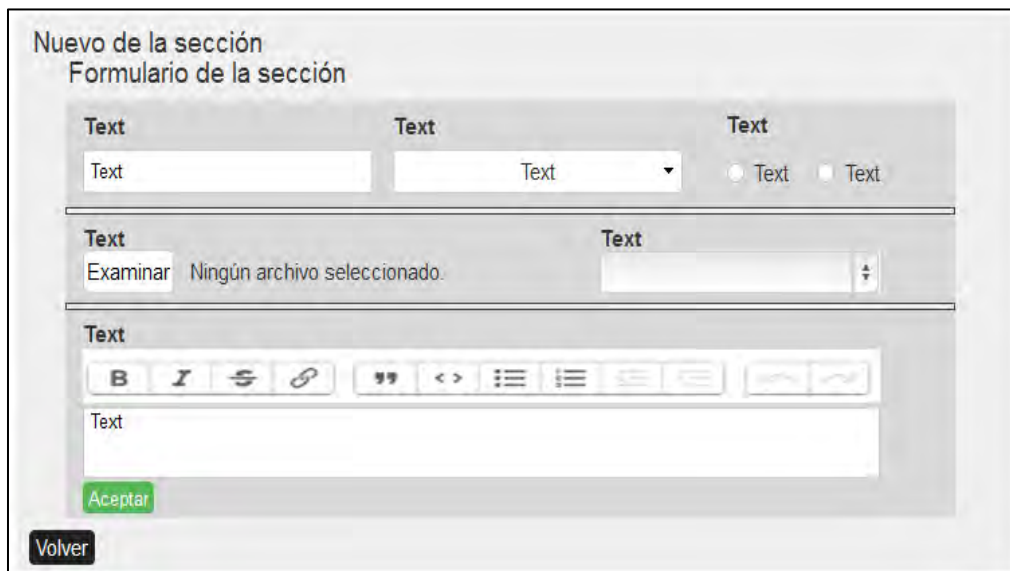 Nuevo de la sección
Formulario de la sección
Text Text Text
Text Text Text Text
Text Text
Examinar Ningún archivo seleccionado.
Text
B I S ❞ < >
Text
Aceptar
Volver